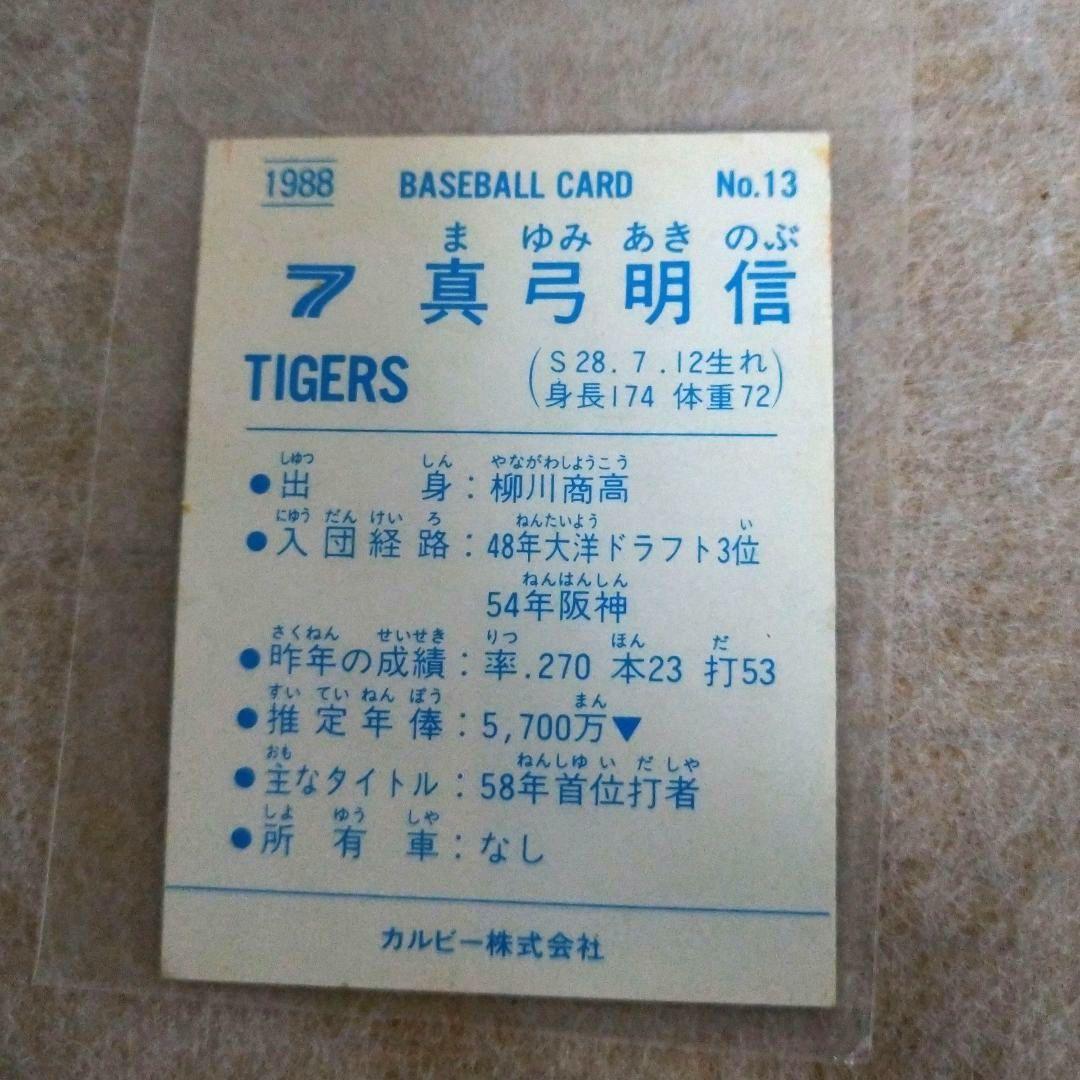 1988 BASEBALL CARD No.13
ま ゆみ あき のぶ
7 真弓明信
TIGERS (S28.7.12生れ
身長174 体重72)
しゆつ しん やながわしようこう
●出身：柳川商高
にゆう だん けい ろ ねんたいよう い
●入団経路：48年大洋ドラフト3位
ねんはんしん
54年阪神
さくねん せいせき りつ ほん だ
●昨年の成績：率.270 本23 打53
すい てい ねん ぽう まん
●推定年俸：5,700万▼
おも ねんしゆ い だ しや
●主なタイトル：58年首位打者
しよ ゆう しや
●所有車：なし
カルビー株式会社